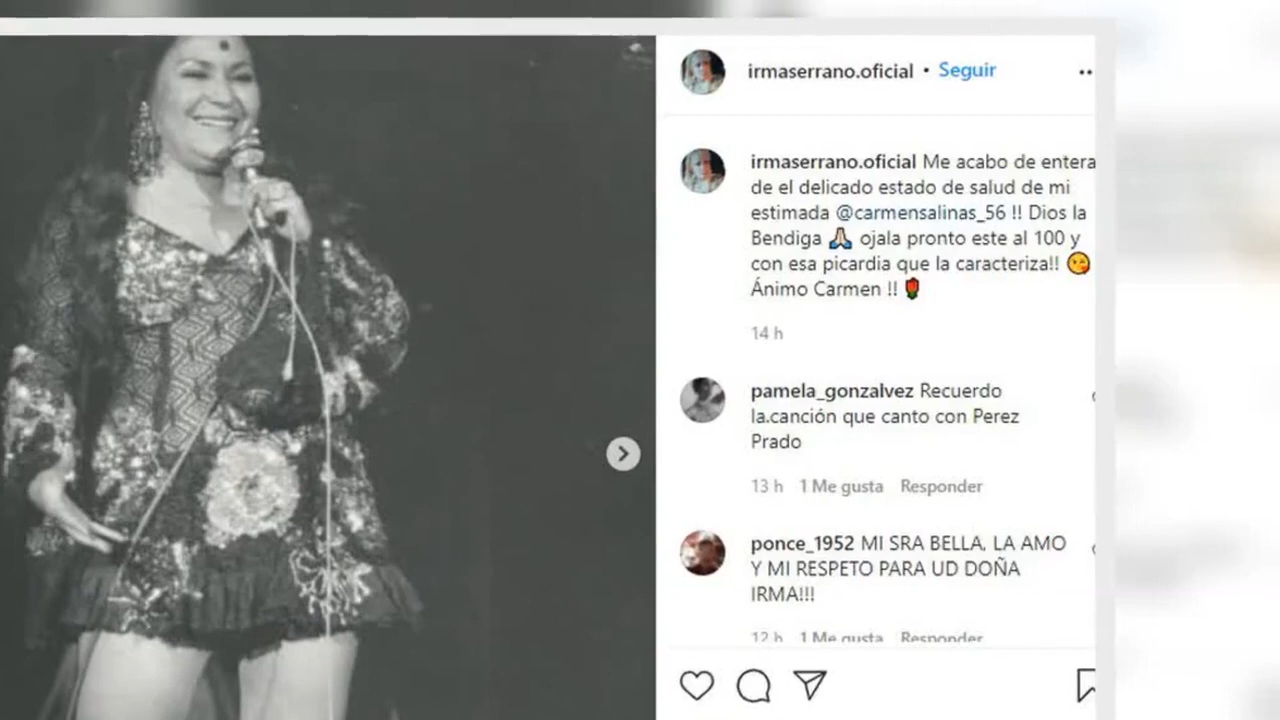 irmaserrano.oficial • Seguir
irmaserrano.oficial Me acabo de entera
de el delicado estado de salud de mi
estimada @carmensalinas_56 !! Dios la
Bendiga 🙏🏻 ojala pronto este al 100 y
con esa picardia que la caracteriza!! 😘
Ánimo Carmen !! 🌹
14 h
pamela_gonzalvez Recuerdo
la.canción que canto con Perez
Prado
13 h 1 Me gusta Responder
ponce_1952 MI SRA BELLA, LA AMO
Y MI RESPETO PARA UD DOÑA
IRMA!!!
12 h 1 Me gusta Responder